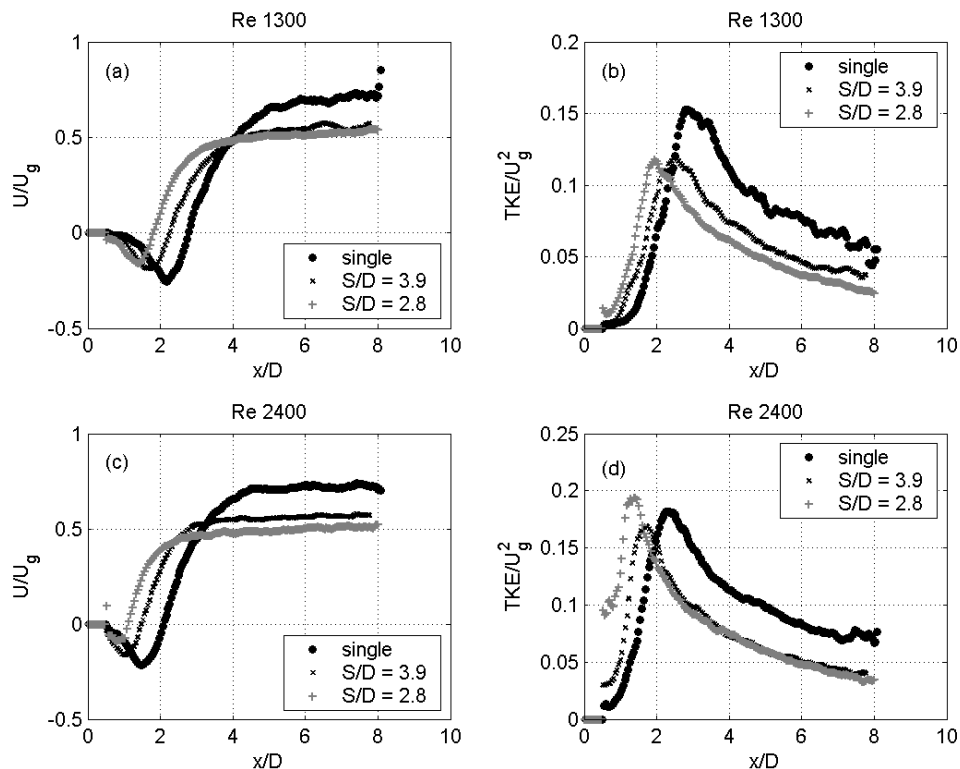 Re 1300
(a)
U/U_g
1
0.5
0
-0.5
single
S/D = 3.9
S/D = 2.8
0 2 4 6 8 10
x/D
Re 1300
(b)
TKE/U_g^2
0.2
0.15
0.1
0.05
0
single
S/D = 3.9
S/D = 2.8
0 2 4 6 8 10
x/D
Re 2400
(c)
U/U_g
1
0.5
0
-0.5
single
S/D = 3.9
S/D = 2.8
0 2 4 6 8 10
x/D
Re 2400
(d)
TKE/U_g^2
0.25
0.2
0.15
0.1
0.05
0
single
S/D = 3.9
S/D = 2.8
0 2 4 6 8 10
x/D